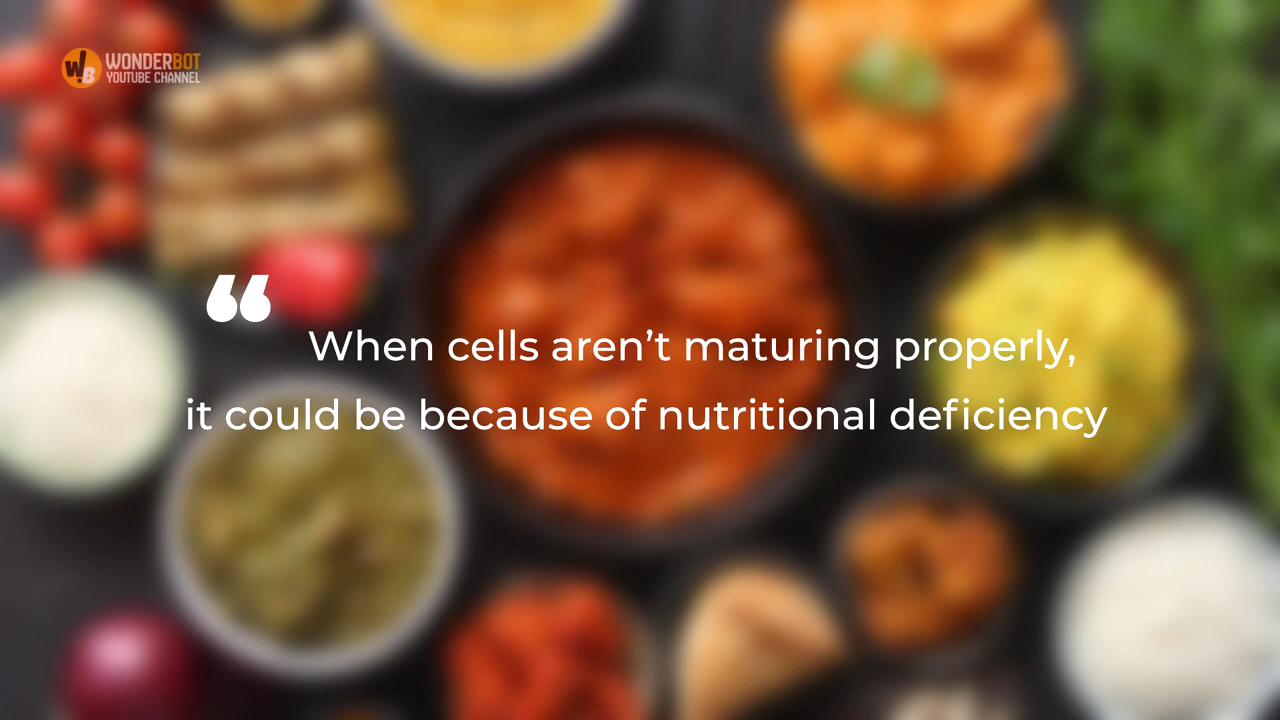 WONDERBOT
YOUTUBE CHANNEL
“ When cells aren’t maturing properly,
it could be because of nutritional deficiency